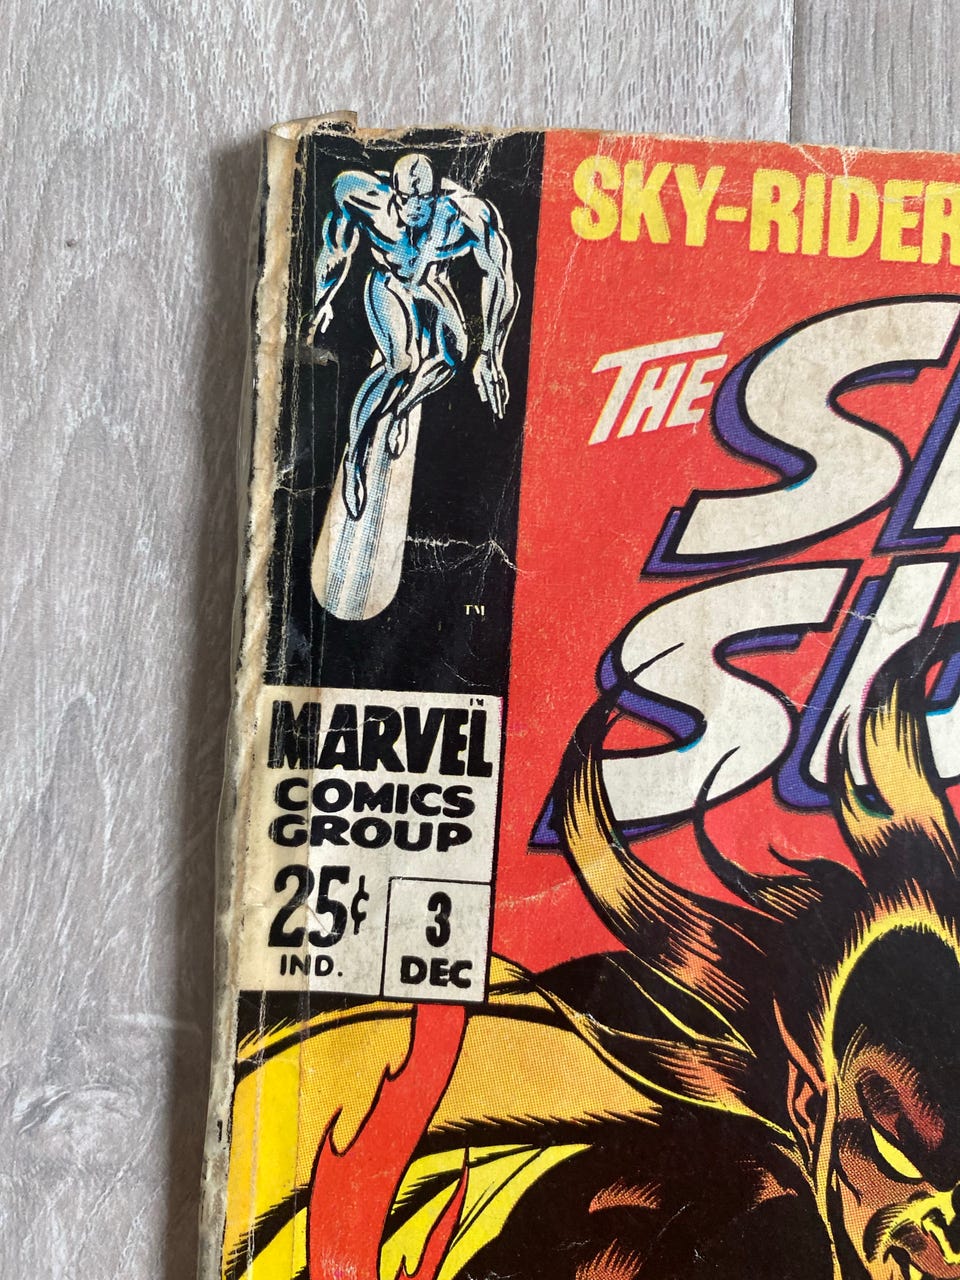 SKY-RIDER
THE S
S
TM
MARVEL
COMICS
GROUP
25¢
IND.
3
DEC